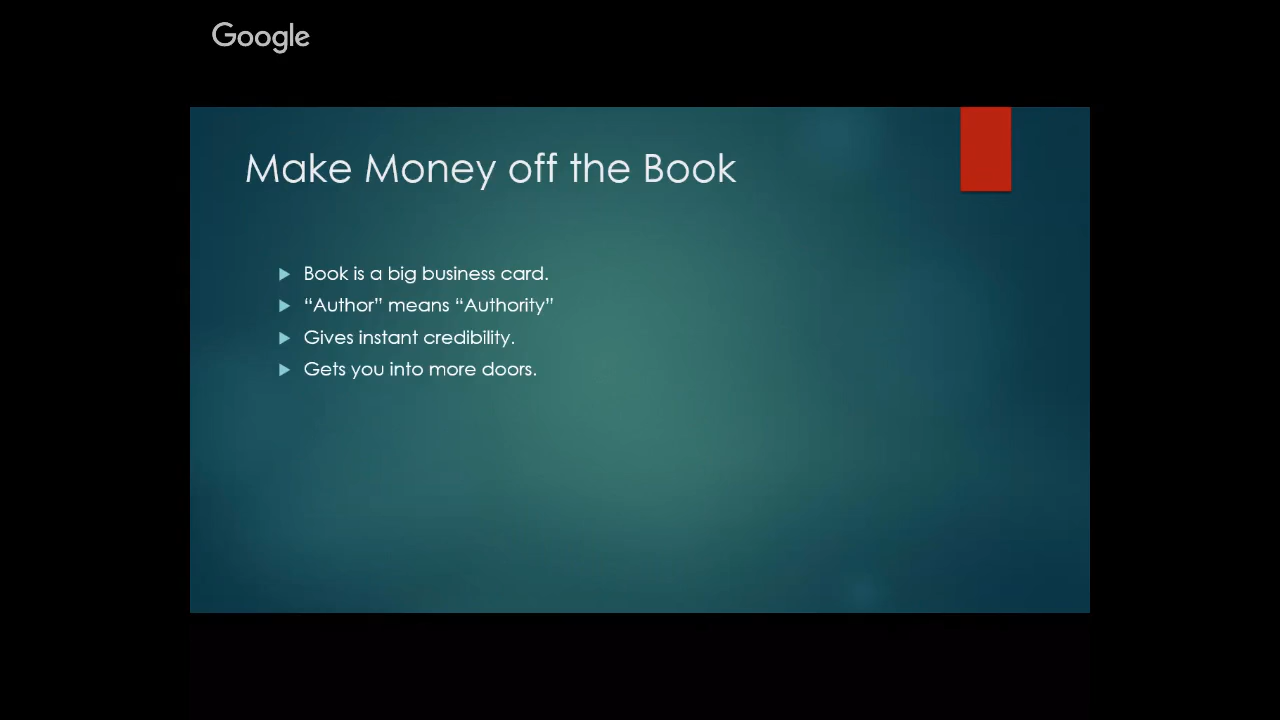 Google
Make Money off the Book
Book is a big business card.
“Author” means “Authority”
Gives instant credibility.
Gets you into more doors.